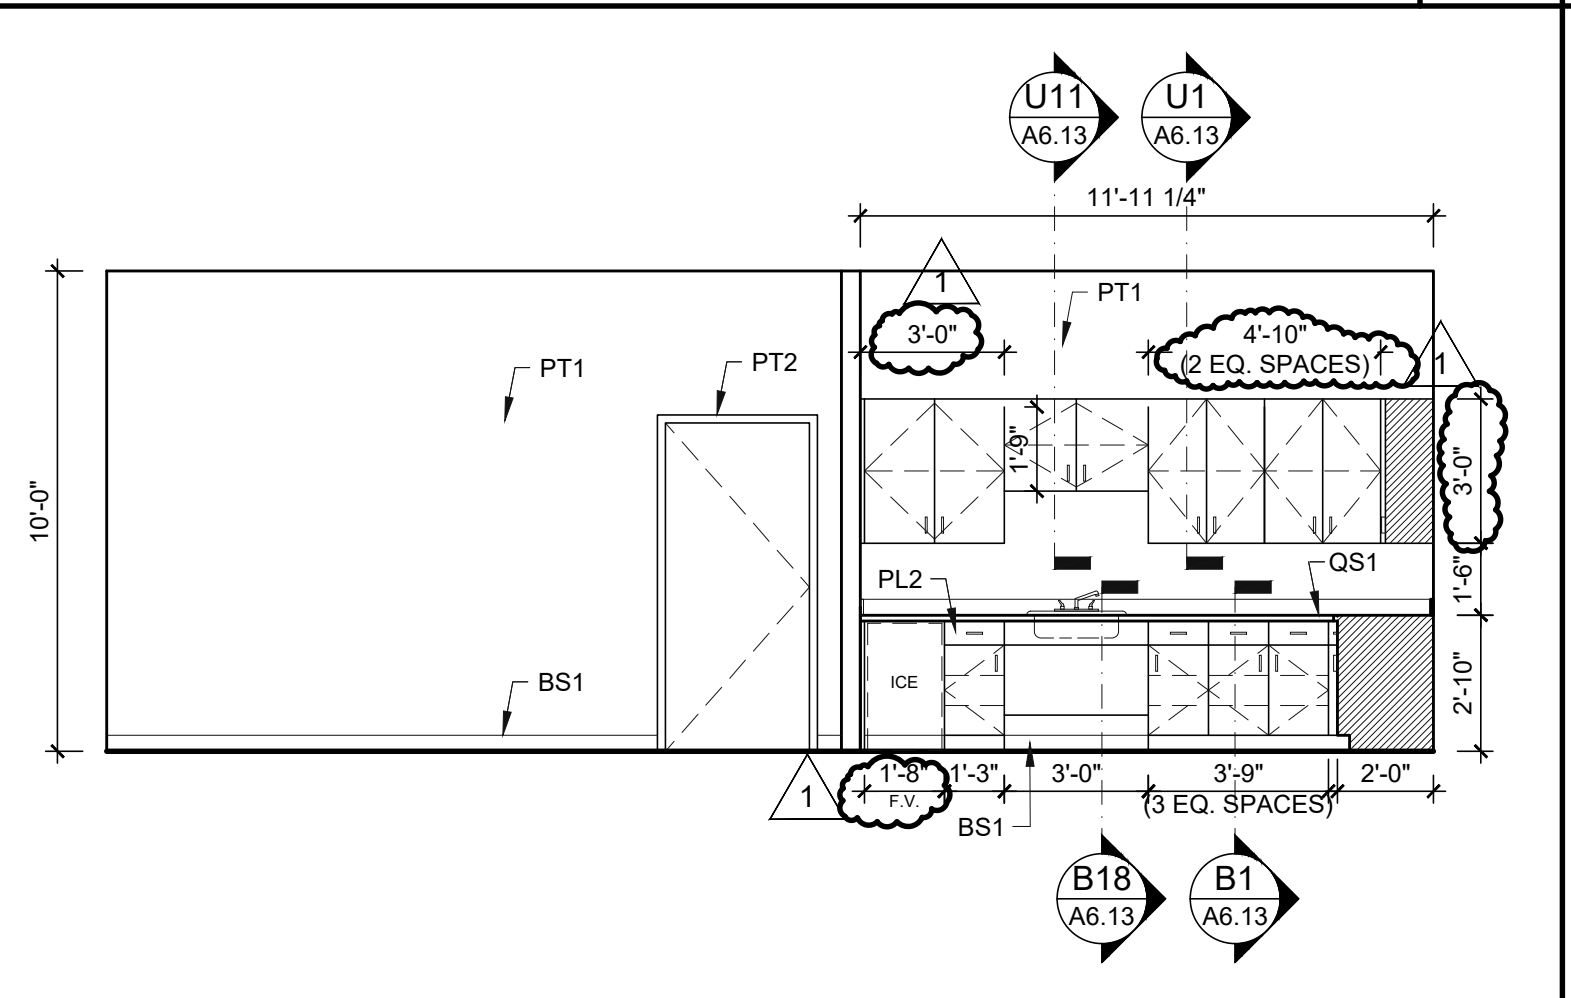 U11
A6.13
U1
A6.13
11'-11 1/4"
1
PT1
3'-0"
4'-10"
(2 EQ. SPACES)
1
PT1
PT2
1'-9"
3'-0"
10'-0"
PL2
QS1
1'-6"
BS1
ICE
2'-10"
1
1'-8"
F.V.
1'-3"
3'-0"
3'-9"
(3 EQ. SPACES)
2'-0"
BS1
B18
A6.13
B1
A6.13